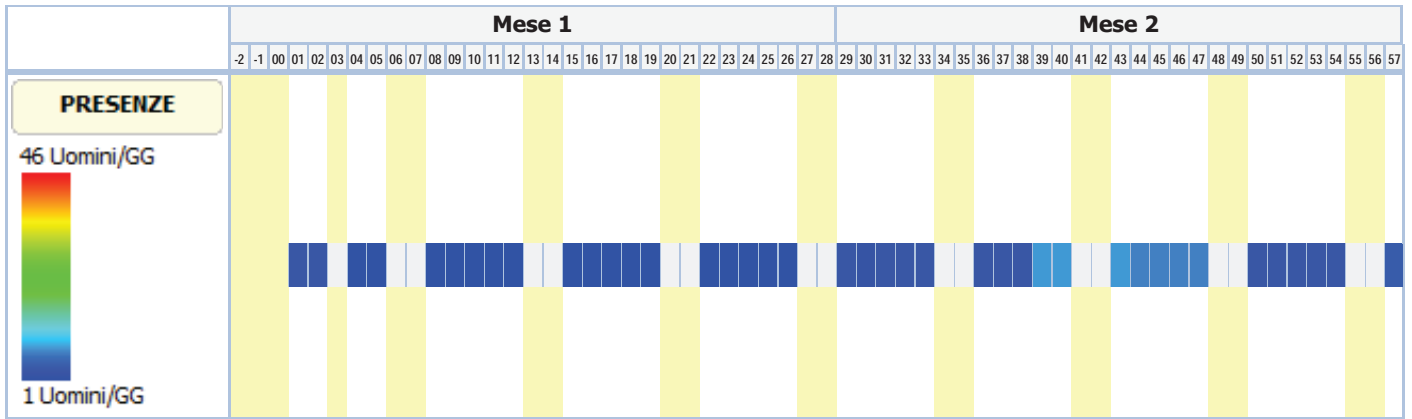 Mese 1 Mese 2
-2 -1 00 01 02 03 04 05 06 07 08 09 10 11 12 13 14 15 16 17 18 19 20 21 22 23 24 25 26 27 28 29 30 31 32 33 34 35 36 37 38 39 40 41 42 43 44 45 46 47 48 49 50 51 52 53 54 55 56 57
PRESENZE
46 Uomini/GG
1 Uomini/GG